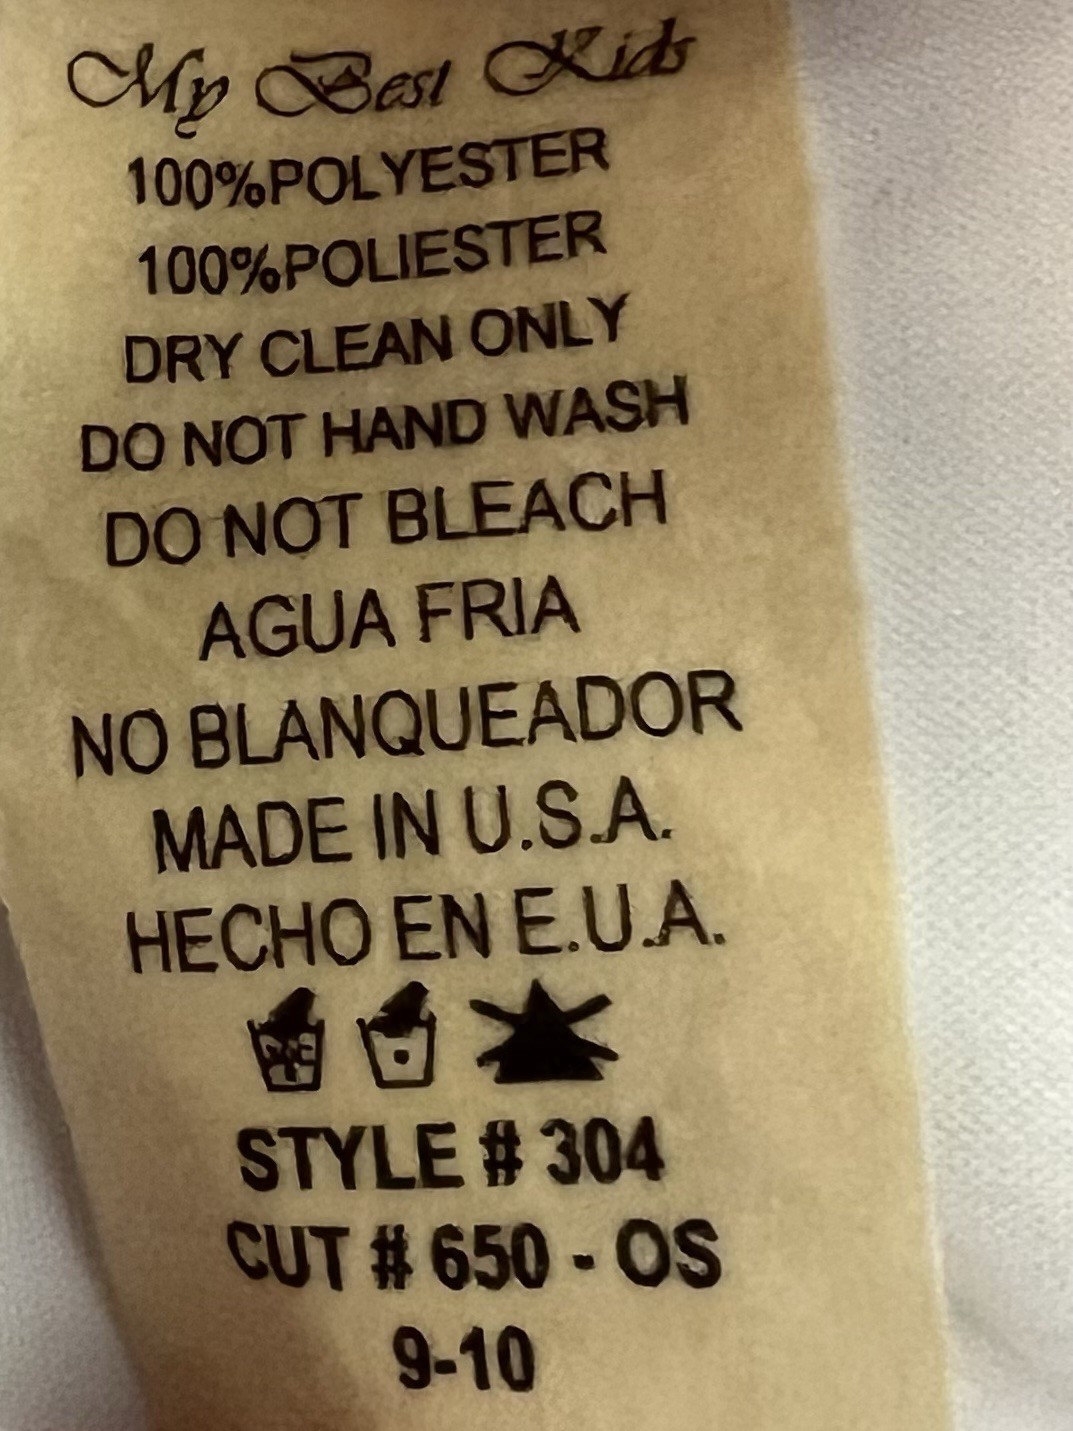 My Best Kids
100%POLYESTER
100%POLIESTER
DRY CLEAN ONLY
DO NOT HAND WASH
DO NOT BLEACH
AGUA FRIA
NO BLANQUEADOR
MADE IN U.S.A.
HECHO EN E.U.A.
STYLE # 304
CUT # 650 - OS
9-10